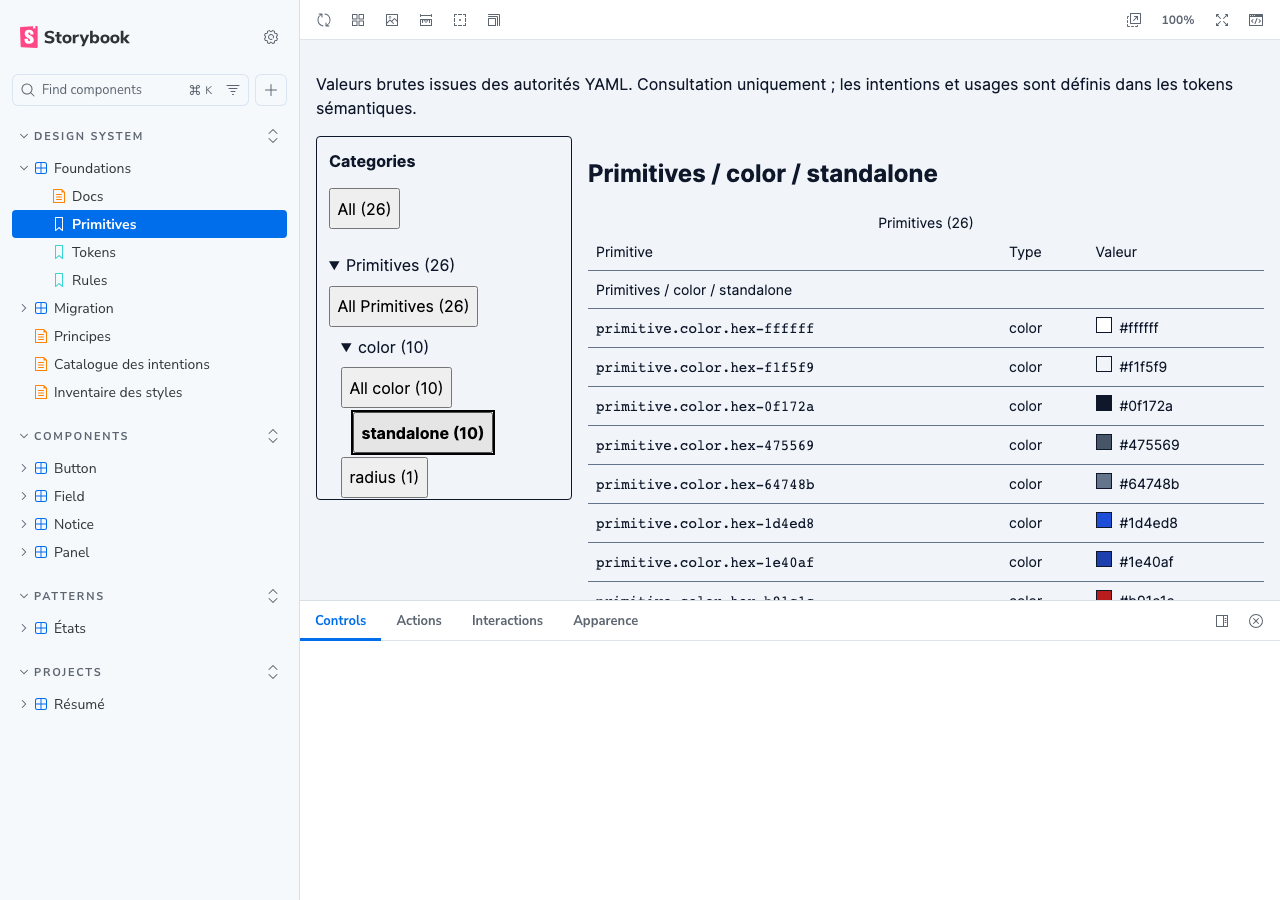 Storybook
Find components
⌘ K
DESIGN SYSTEM
Foundations
Docs
Primitives
Tokens
Rules
Migration
Principes
Catalogue des intentions
Inventaire des styles
COMPONENTS
Button
Field
Notice
Panel
PATTERNS
États
PROJECTS
Résumé
100%
Valeurs brutes issues des autorités YAML. Consultation uniquement ; les intentions et usages sont définis dans les tokens
sémantiques.
Categories
All (26)
Primitives (26)
All Primitives (26)
color (10)
All color (10)
standalone (10)
radius (1)
Primitives / color / standalone
Primitives (26)
Primitive Type Valeur
Primitives / color / standalone
primitive.color.hex-ffffff color #ffffff
primitive.color.hex-f1f5f9 color #f1f5f9
primitive.color.hex-0f172a color #0f172a
primitive.color.hex-475569 color #475569
primitive.color.hex-64748b color #64748b
primitive.color.hex-1d4ed8 color #1d4ed8
primitive.color.hex-1e40af color #1e40af
Controls
Actions
Interactions
Apparence